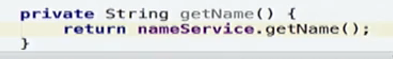 private String getName() {
    return nameService.getName();
}